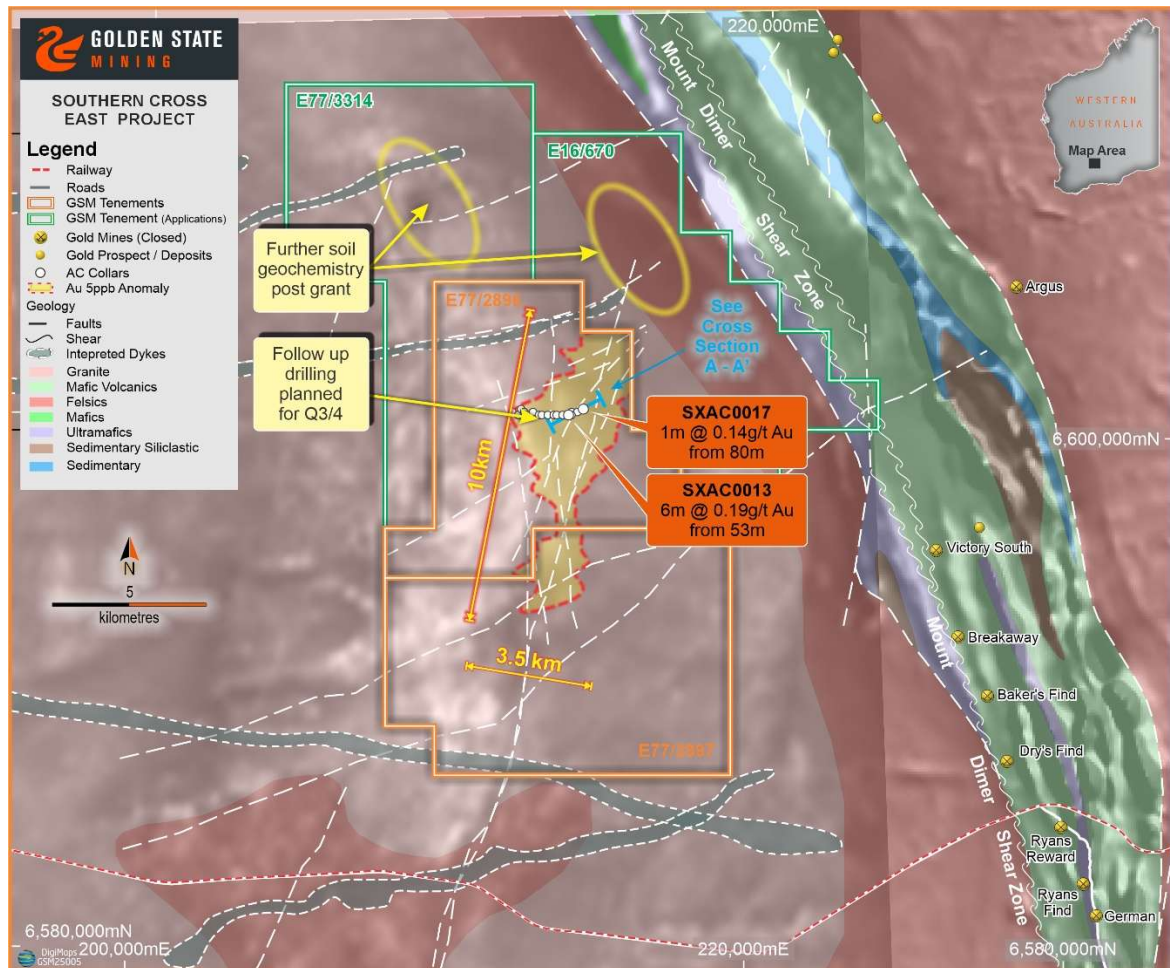 GOLDEN STATE
MINING
SOUTHERN CROSS
EAST PROJECT
Legend
Railway
Roads
GSM Tenements
GSM Tenement (Applications)
Gold Mines (Closed)
Gold Prospect / Deposits
AC Collars
Au 5ppb Anomaly
Geology
Faults
Shear
Intepreted Dykes
Granite
Mafic Volcanics
Felsics
Mafics
Ultramafics
Sedimentary Siliclastic
Sedimentary
N
5
kilometres
220,000mE
WESTERN
AUSTRALIA
Map Area
E77/3314
E16/670
Mount Dimer Shear Zone
Further soil
geochemistry
post grant
E77/2896
See
Cross
Section
A - A'
Argus
Follow up
drilling
planned
for Q3/4
10km
SXAC0017
1m @ 0.14g/t Au
from 80m
6,600,000mN
SXAC0013
6m @ 0.19g/t Au
from 53m
Victory South
Mount Dimer Shear Zone
Breakaway
3.5 km
Baker's Find
E77/2897
Dry's Find
Ryans
Reward
Ryans
Find
German
6,580,000mN
200,000mE
220,000mE
6,580,000mN
DigiMaps
GSM25005